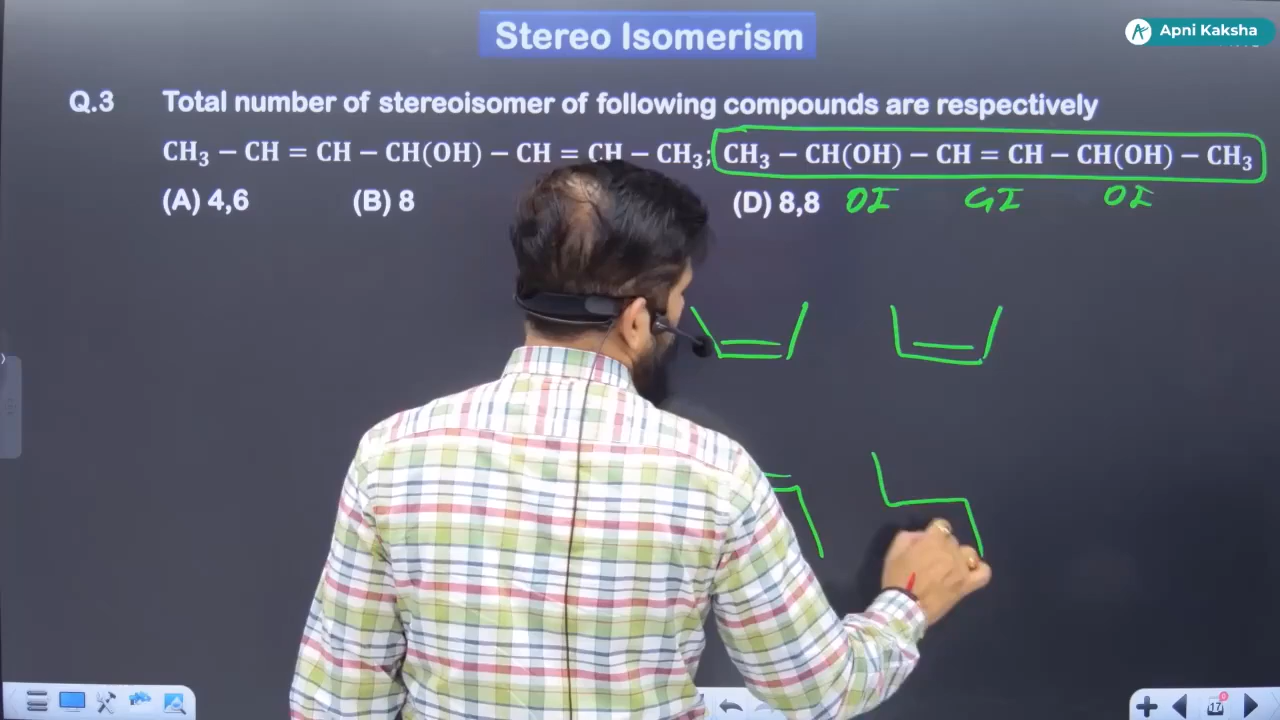 Stereo Isomerism
Apni Kaksha
Q.3 Total number of stereoisomer of following compounds are respectively
CH₃ − CH = CH − CH(OH) − CH = CH − CH₃; CH₃ − CH(OH) − CH = CH − CH(OH) − CH₃
(A) 4,6 (B) 8 (D) 8,8 OI GI OI
17